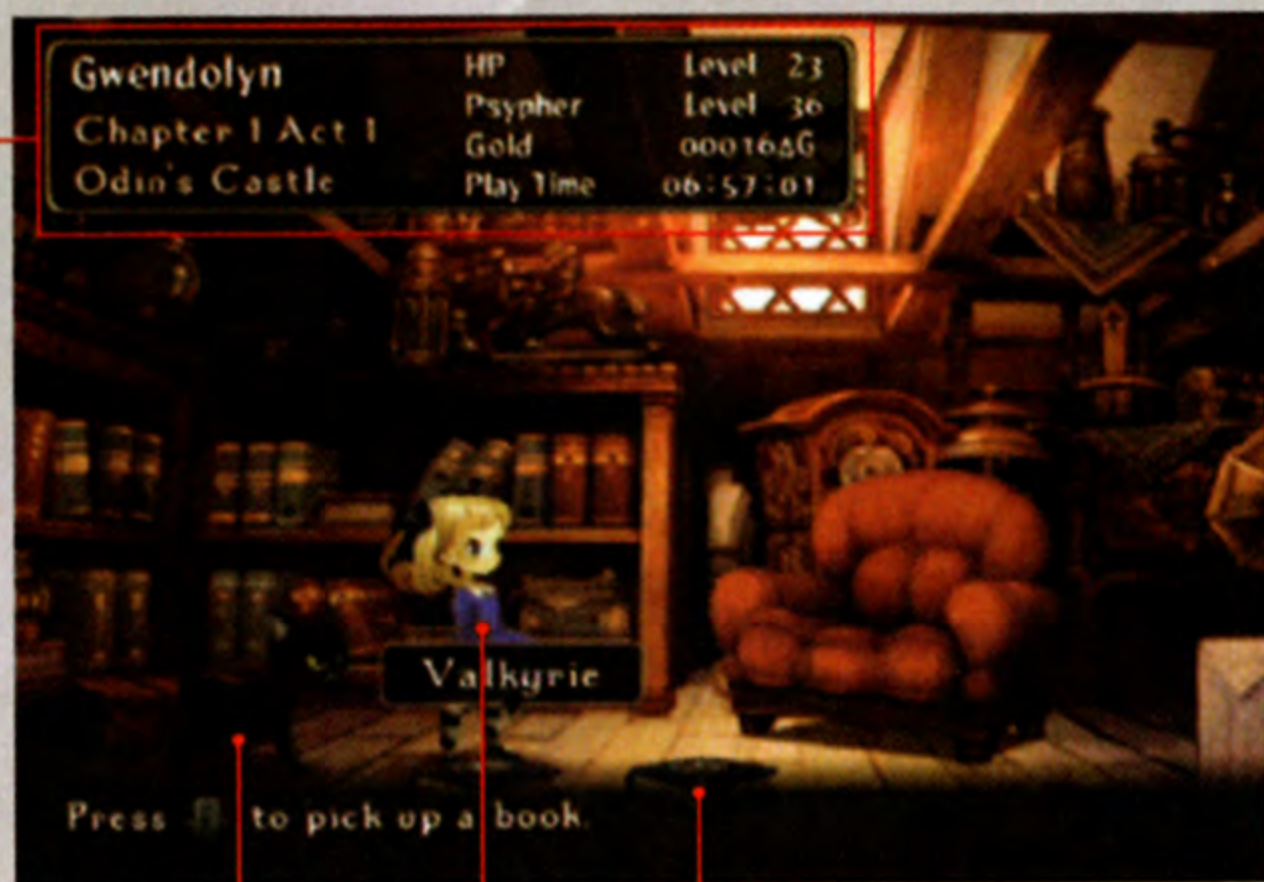 Gwendolyn
Chapter 1 Act 1
Odin's Castle
HP Level 23
Psypher Level 36
Gold
Play Time 06:57:01
Valkyrie
Press to pick up a book.